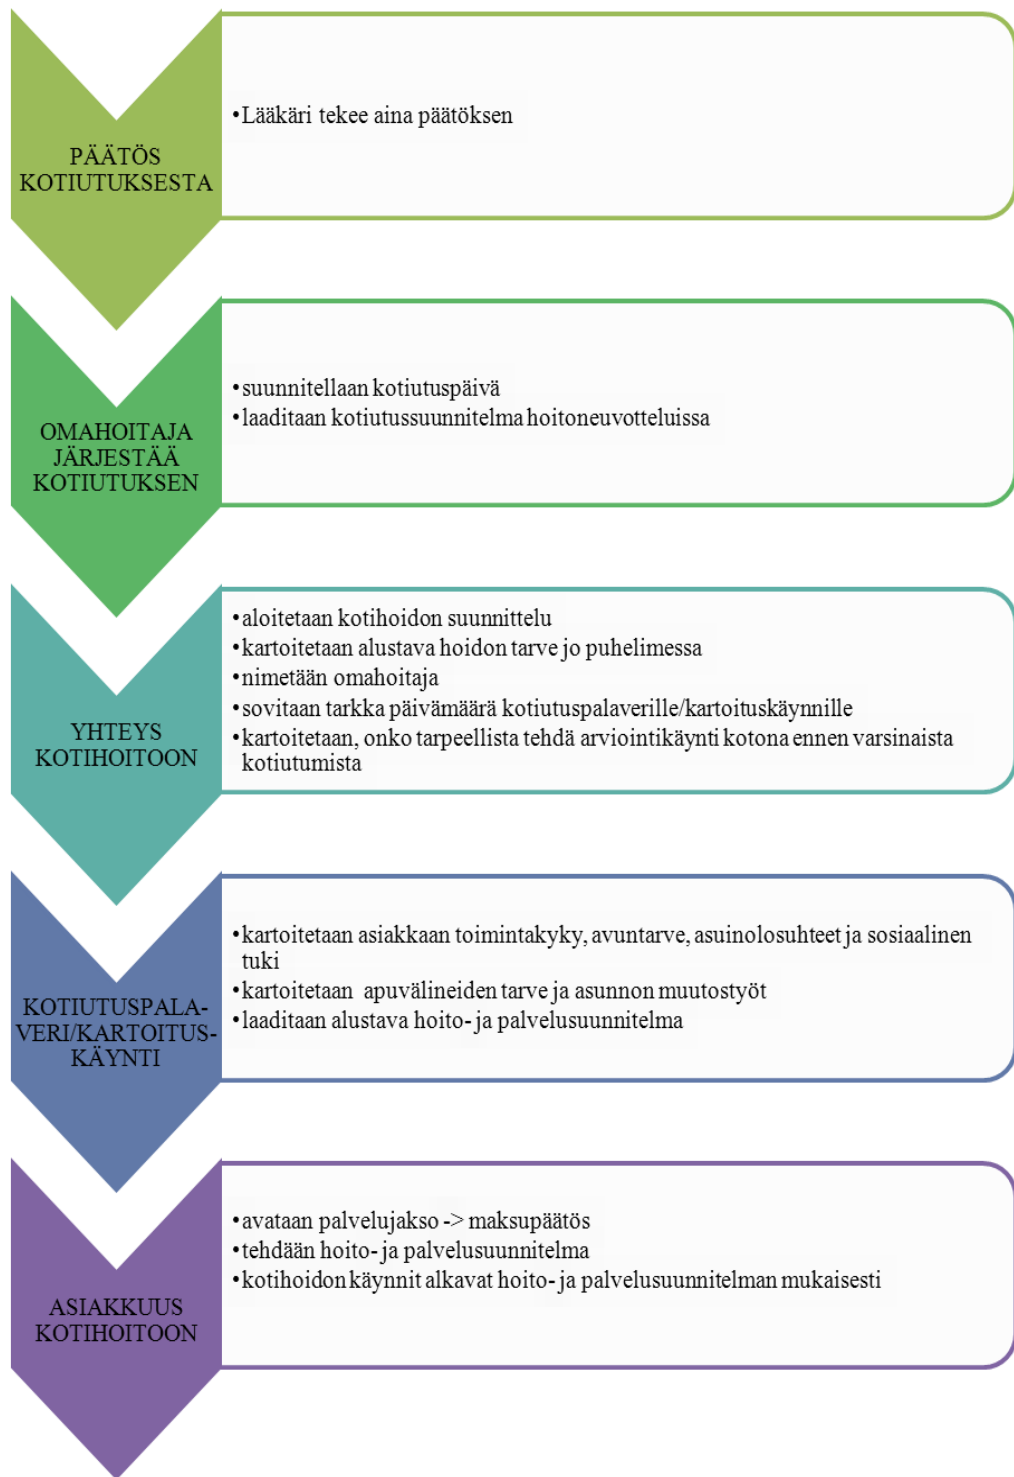 PÄÄTÖS
KOTIUTUKSESTA
•Lääkäri tekee aina päätöksen
OMAHOITAJA
JÄRJESTÄÄ
KOTIUTUKSEN
•suunnitellaan kotiutuspäivä
•laaditaan kotiutussuunnitelma hoitoneuvotteluissa
YHTEYS
KOTIHOITOON
•aloitetaan kotihoidon suunnittelu
•kartoitetaan alustava hoidon tarve jo puhelimessa
•nimetään omahoitaja
•sovitaan tarkka päivämäärä kotiutuspalaverille/kartoituskäynnille
•kartoitetaan, onko tarpeellista tehdä arviointikäynti kotona ennen varsinaista
kotiutumista
KOTIUTUSPALA-
VERI/KARTOITUS-
KÄYNTI
•kartoitetaan asiakkaan toimintakyky, avuntarve, asuinolosuhteet ja sosiaalinen
tuki
•kartoitetaan apuvälineiden tarve ja asunnon muutostyöt
•laaditaan alustava hoito- ja palvelusuunnitelma
ASIAKKUUS
KOTIHOITOON
•avataan palvelujakso -> maksupäätös
•tehdään hoito- ja palvelusuunnitelma
•kotihoidon käynnit alkavat hoito- ja palvelusuunnitelman mukaisesti